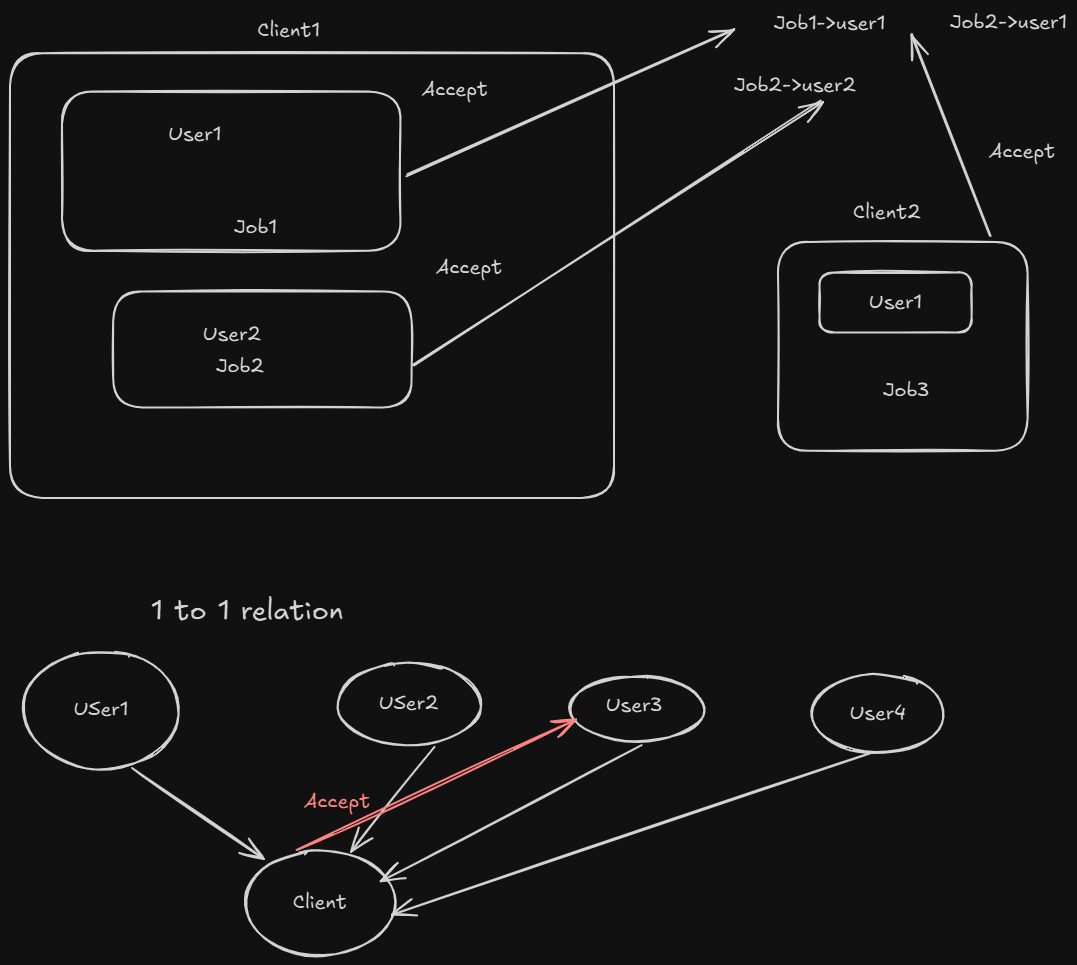 Client1
Job1->user1
Job2->user1
Accept
Job2->user2
User1
Accept
Job1
Client2
Accept
User2
Job2
User1
Job3
1 to 1 relation
USer1
USer2
User3
User4
Accept
Client